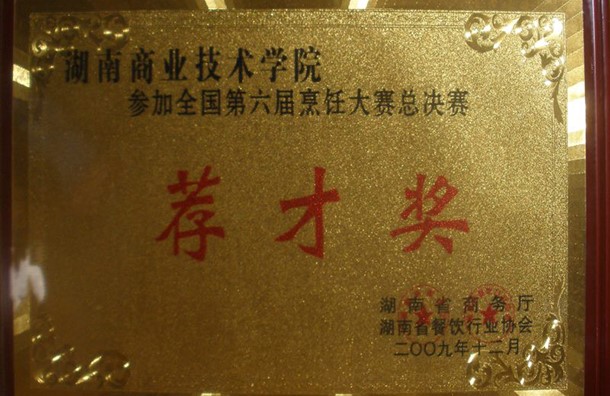 湖南商业技术学院
参加全国第六届烹饪大赛总决赛
荐才奖
湖南省商务厅
湖南省餐饮行业协会
二〇〇九年十二月